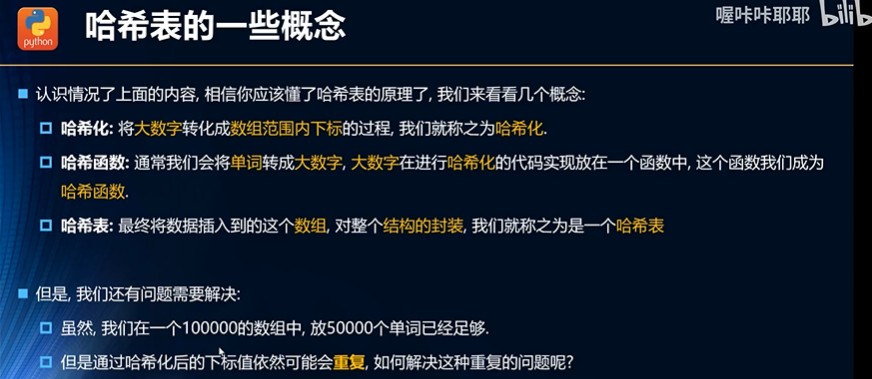 python
哈希表的一些概念
喔咔咔耶耶 bilib
认识情况了上面的内容, 相信你应该懂了哈希表的原理了, 我们来看看几个概念:
哈希化: 将大数字转化成数组范围内下标的过程, 我们就称之为哈希化.
哈希函数: 通常我们会将单词转成大数字, 大数字在进行哈希化的代码实现放在一个函数中, 这个函数我们成为
哈希函数.
哈希表: 最终将数据插入到的这个数组, 对整个结构的封装, 我们就称之为是一个哈希表
但是, 我们还有问题需要解决:
虽然, 我们在一个100000的数组中, 放50000个单词已经足够.
但是通过哈希化后的下标值依然可能会重复, 如何解决这种重复的问题呢?